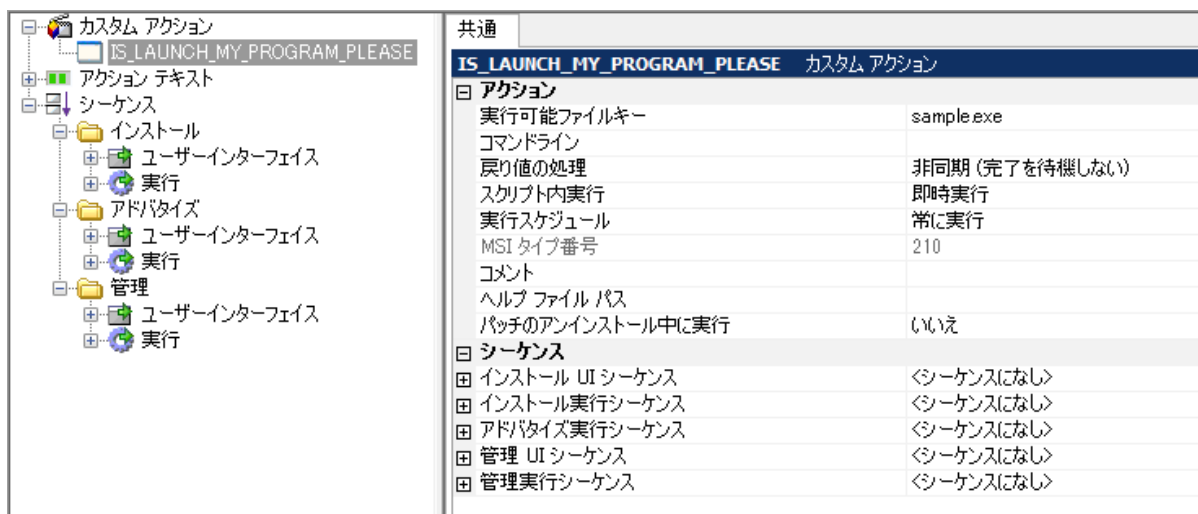 カスタム アクション
IS_LAUNCH_MY_PROGRAM_PLEASE
アクション テキスト
シーケンス
インストール
ユーザーインターフェイス
実行
アドバタイズ
ユーザーインターフェイス
実行
管理
ユーザーインターフェイス
実行
共通
IS_LAUNCH_MY_PROGRAM_PLEASE カスタム アクション
アクション
実行可能ファイルキー sample.exe
コマンドライン
戻り値の処理 非同期 (完了を待機しない)
スクリプト内実行 即時実行
実行スケジュール 常に実行
MSI タイプ番号 210
コメント
ヘルプ ファイル パス
パッチのアンインストール中に実行 いいえ
シーケンス
インストール UI シーケンス <シーケンスになし>
インストール実行シーケンス <シーケンスになし>
アドバタイズ実行シーケンス <シーケンスになし>
管理 UI シーケンス <シーケンスになし>
管理実行シーケンス <シーケンスになし>